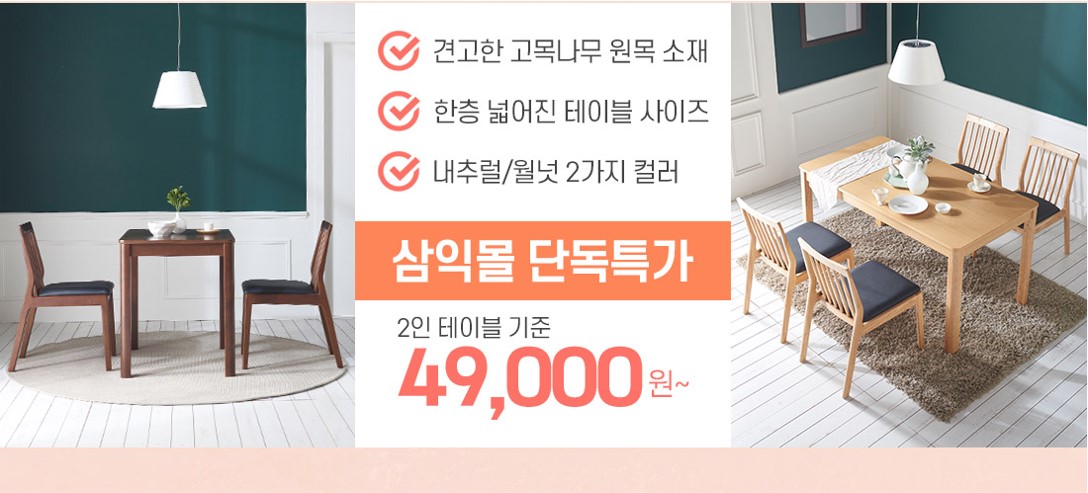 견고한 고목나무 원목 소재
한층 넓어진 테이블 사이즈
내추럴/월넛 2가지 컬러
삼익몰 단독특가
2인 테이블 기준
49,000원~